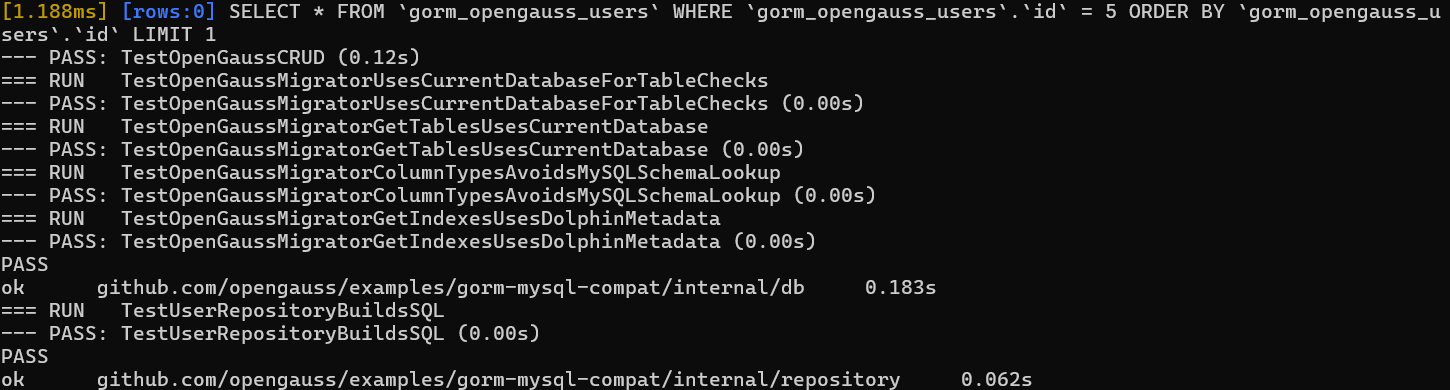 [1.188ms] [rows:0] SELECT * FROM `gorm_opengauss_users` WHERE `gorm_opengauss_users`.`id` = 5 ORDER BY `gorm_opengauss_u
sers`.`id` LIMIT 1
--- PASS: TestOpenGaussCRUD (0.12s)
=== RUN   TestOpenGaussMigratorUsesCurrentDatabaseForTableChecks
--- PASS: TestOpenGaussMigratorUsesCurrentDatabaseForTableChecks (0.00s)
=== RUN   TestOpenGaussMigratorGetTablesUsesCurrentDatabase
--- PASS: TestOpenGaussMigratorGetTablesUsesCurrentDatabase (0.00s)
=== RUN   TestOpenGaussMigratorColumnTypesAvoidsMySQLSchemaLookup
--- PASS: TestOpenGaussMigratorColumnTypesAvoidsMySQLSchemaLookup (0.00s)
=== RUN   TestOpenGaussMigratorGetIndexesUsesDolphinMetadata
--- PASS: TestOpenGaussMigratorGetIndexesUsesDolphinMetadata (0.00s)
PASS
ok      github.com/opengauss/examples/gorm-mysql-compat/internal/db     0.183s
=== RUN   TestUserRepositoryBuildsSQL
--- PASS: TestUserRepositoryBuildsSQL (0.00s)
PASS
ok      github.com/opengauss/examples/gorm-mysql-compat/internal/repository     0.062s